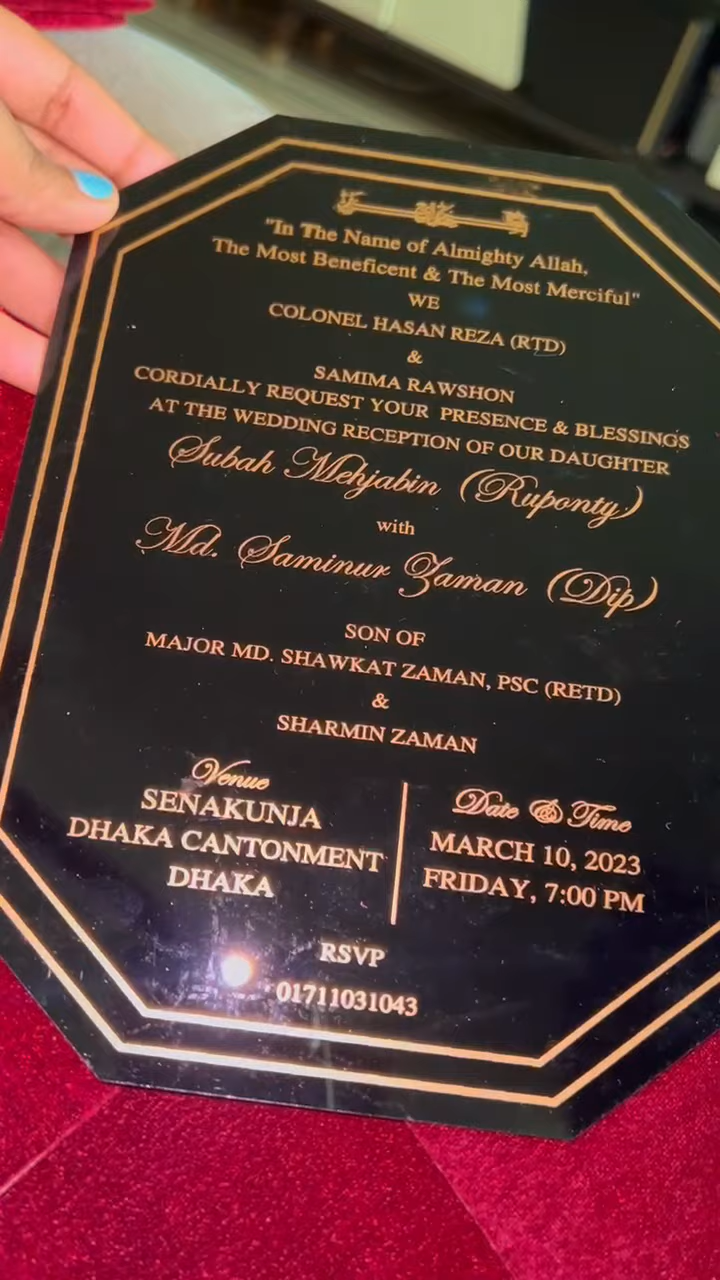 "In The Name of Almighty Allah,
The Most Beneficent & The Most Merciful"
WE
COLONEL HASAN REZA (RTD)
&
SAMIMA RAWSHON
CORDIALLY REQUEST YOUR PRESENCE & BLESSINGS
AT THE WEDDING RECEPTION OF OUR DAUGHTER
Subah Mehjabin (Ruponty)
with
Md. Saminur Zaman (Dip)
SON OF
MAJOR MD. SHAWKAT ZAMAN, PSC (RETD)
&
SHARMIN ZAMAN
Venue
SENAKUNJA
DHAKA CANTONMENT
DHAKA
Date & Time
MARCH 10, 2023
FRIDAY, 7:00 PM
RSVP
01711031043